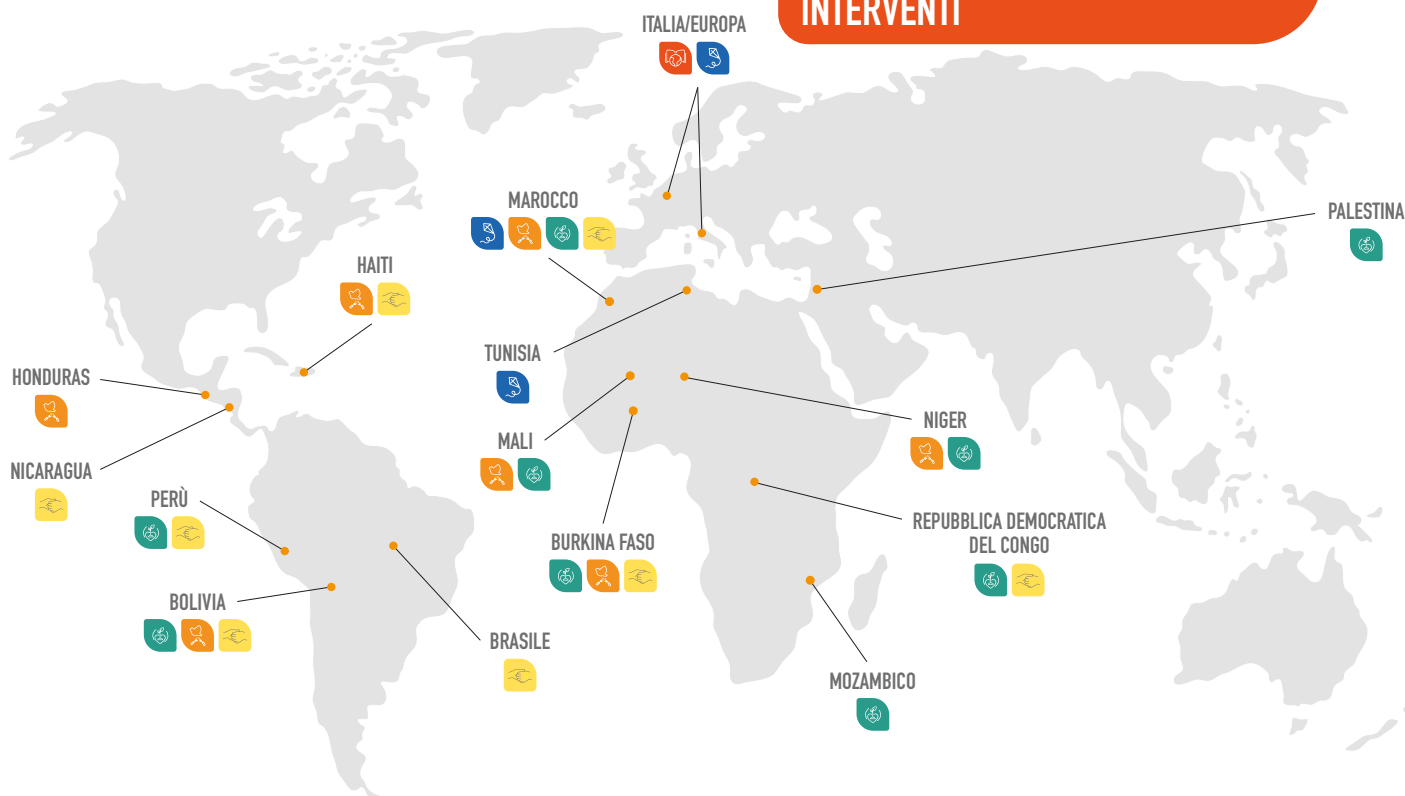 INTERVENTI
ITALIA/EUROPA
MAROCCO
PALESTINA
HAITI
TUNISIA
HONDURAS
NIGER
MALI
NICARAGUA
PERÙ
REPUBBLICA DEMOCRATICA
DEL CONGO
BURKINA FASO
BOLIVIA
BRASILE
MOZAMBICO